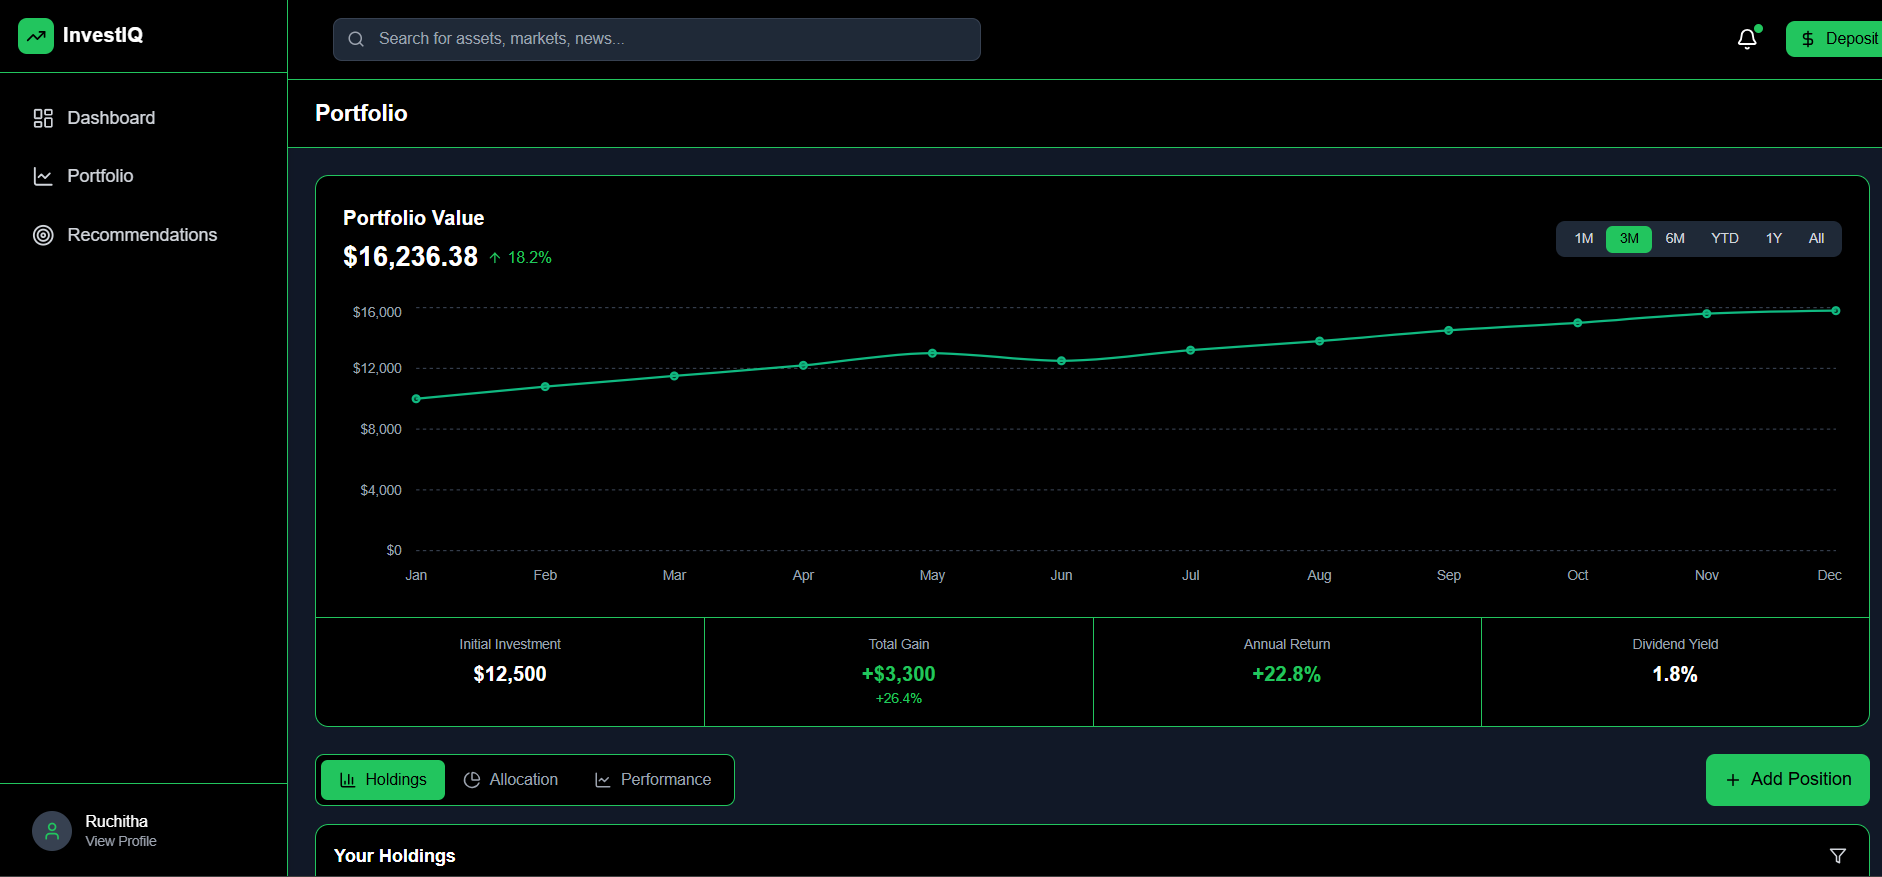 InvestIQ
Search for assets, markets, news...
Deposit
Dashboard
Portfolio
Recommendations
Portfolio
Portfolio Value
$16,236.38 ↑ 18.2%
1M 3M 6M YTD 1Y All
$16,000
$12,000
$8,000
$4,000
$0
Jan Feb Mar Apr May Jun Jul Aug Sep Oct Nov Dec
Initial Investment
$12,500
Total Gain
+$3,300
+26.4%
Annual Return
+22.8%
Dividend Yield
1.8%
Holdings Allocation Performance
+ Add Position
Your Holdings
Ruchitha
View Profile